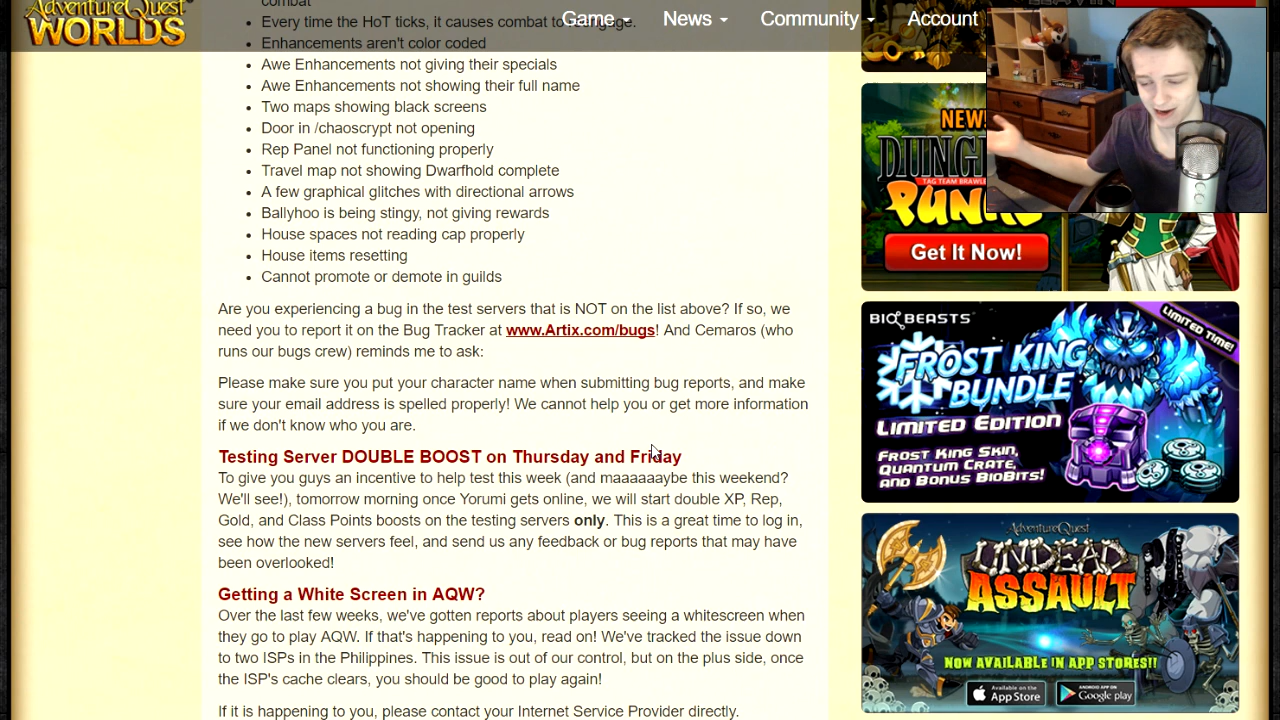 AdventureQuest
WORLDS
Game
News
Community
Account
combat
Every time the HoT ticks, it causes combat to
Enhancements aren't color coded
Awe Enhancements not giving their specials
Awe Enhancements not showing their full name
Two maps showing black screens
Door in /chaoscrypt not opening
Rep Panel not functioning properly
Travel map not showing Dwarfhold complete
A few graphical glitches with directional arrows
Ballyhoo is being stingy, not giving rewards
House spaces not reading cap properly
House items resetting
Cannot promote or demote in guilds
Are you experiencing a bug in the test servers that is NOT on the list above? If so, we
need you to report it on the Bug Tracker at www.Artix.com/bugs! And Cemaros (who
runs our bugs crew) reminds me to ask:
Please make sure you put your character name when submitting bug reports, and make
sure your email address is spelled properly! We cannot help you or get more information
if we don't know who you are.
Testing Server DOUBLE BOOST on Thursday and Friday
To give you guys an incentive to help test this week (and maaaaaaybe this weekend?
We'll see!), tomorrow morning once Yorumi gets online, we will start double XP, Rep,
Gold, and Class Points boosts on the testing servers only. This is a great time to log in,
see how the new servers feel, and send us any feedback or bug reports that may have
been overlooked!
Getting a White Screen in AQW?
Over the last few weeks, we've gotten reports about players seeing a whitescreen when
they go to play AQW. If that's happening to you, read on! We've tracked the issue down
to two ISPs in the Philippines. This issue is out of our control, but on the plus side, once
the ISP's cache clears, you should be good to play again!
If it is happening to you, please contact your Internet Service Provider directly.
NEW!
DUNG
TAG TEAM BRAWL
PUNK
Get It Now!
BIOBEASTS
LIMITED TIME!
FROST KING
BUNDLE
LIMITED EDITION
FROST KING SKIN,
QUANTUM CRATE,
AND BONUS BIOBITS!
AdventureQuest
UNDEAD
ASSAULT
NOW AVAILABLE IN APP STORES!!
Available on the
App Store
ANDROID APP ON
Google play